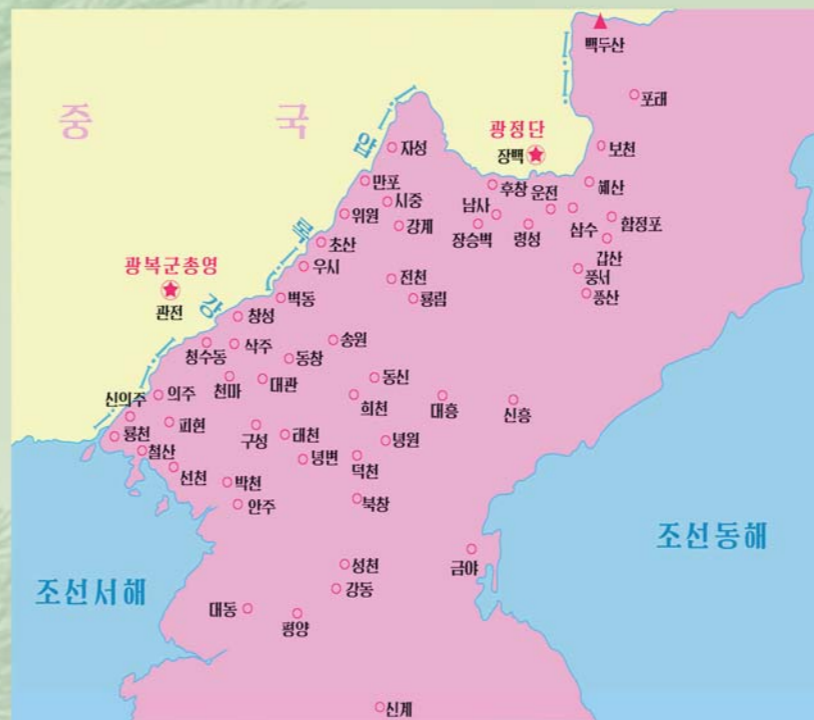 백두산
중 국
포태
광정단
장백
보천
자성
압
록
강
만포
시중
후창
운전
혜산
남사
위원
강계
장승벽
령성
삼수
함정포
초산
갑산
우시
전천
풍서
광복군총영
관전
벽동
룡림
풍산
창성
청수동
삭주
송원
동창
동신
천마
대관
신의주
의주
희천
대흥
신흥
룡천
피현
구성
태천
녕원
철산
녕변
덕천
선천
박천
안주
북창
조선동해
금야
성천
조선서해
강동
대동
평양
신계